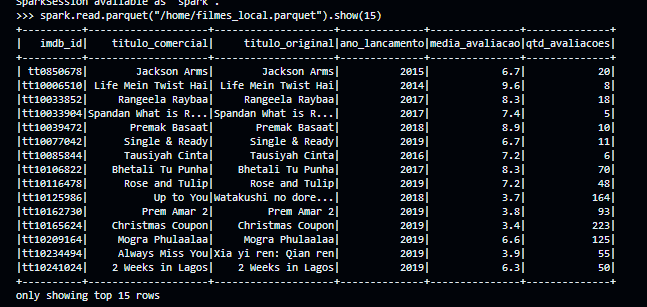 SparkSession available as 'spark'.
>>> spark.read.parquet("/home/filmes_local.parquet").show(15)
+----------+--------------------+--------------------+--------------+---------------+--------------+
|   imdb_id|    titulo_comercial|     titulo_original|ano_lancamento|media_avaliacao|qtd_avaliacoes|
+----------+--------------------+--------------------+--------------+---------------+--------------+
| tt0850678|        Jackson Arms|        Jackson Arms|          2015|            6.7|            20|
|tt10006510| Life Mein Twist Hai| Life Mein Twist Hai|          2014|            9.6|             8|
|tt10033852|     Rangeela Raybaa|     Rangeela Raybaa|          2017|            8.3|            18|
|tt10033904|Spandan What is R...|Spandan What is R...|          2017|            7.4|             5|
|tt10039472|       Premak Basaat|       Premak Basaat|          2018|            8.9|            10|
|tt10077042|      Single & Ready|      Single & Ready|          2019|            6.7|            11|
|tt10085844|     Tausiyah Cinta|     Tausiyah Cinta|          2016|            7.2|             6|
|tt10106822|    Bhetali Tu Punha|    Bhetali Tu Punha|          2017|            8.3|            70|
|tt10116478|      Rose and Tulip|      Rose and Tulip|          2019|            7.2|            48|
|tt10125986|           Up to You|Watakushi no dore...|          2018|            3.7|           164|
|tt10162730|         Prem Amar 2|         Prem Amar 2|          2019|            3.8|            93|
|tt10165624|    Christmas Coupon|    Christmas Coupon|          2019|            3.4|           223|
|tt10209164|     Mogra Phulaalaa|     Mogra Phulaalaa|          2019|            6.6|           125|
|tt10234494|     Always Miss You|Xia yi ren: Qian ren|          2019|            3.9|            55|
|tt10241024|    2 Weeks in Lagos|    2 Weeks in Lagos|          2019|            6.3|            50|
+----------+--------------------+--------------------+--------------+---------------+--------------+
only showing top 15 rows